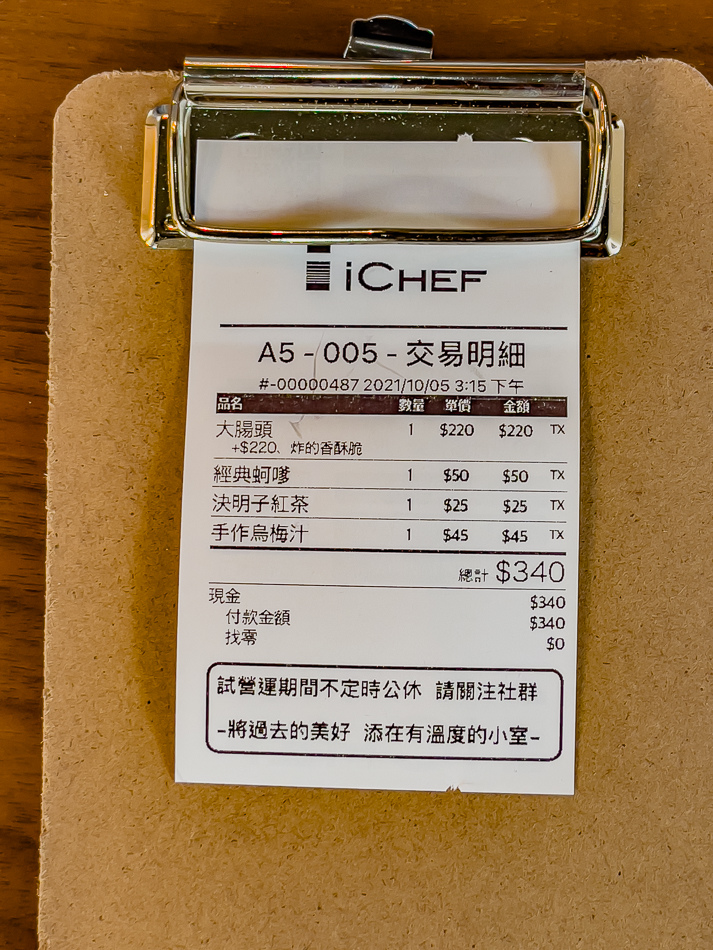 iCHEF
A5 - 005 - 交易明細
#-00000487 2021/10/05 3:15 下午
品名 數量 單價 金額
大腸頭 1 $220 $220 TX
+$220、炸的香酥脆
經典蚵嗲 1 $50 $50 TX
決明子紅茶 1 $25 $25 TX
手作烏梅汁 1 $45 $45 TX
總計 $340
現金 $340
付款金額 $340
找零 $0
試營運期間不定時公休 請關注社群
-將過去的美好 添在有溫度的小室-